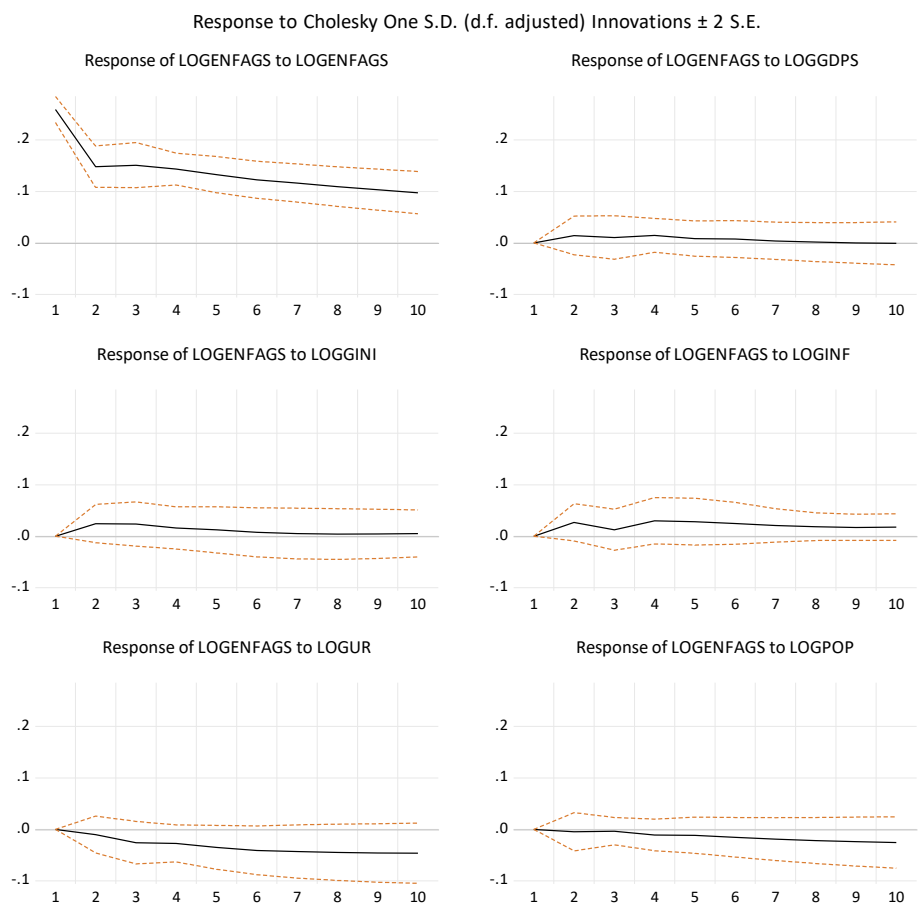 Response to Cholesky One S.D. (d.f. adjusted) Innovations ± 2 S.E.
Response of LOGENFAGS to LOGENFAGS
.2
.1
.0
-.1
1 2 3 4 5 6 7 8 9 10
Response of LOGENFAGS to LOGGDPS
.2
.1
.0
-.1
1 2 3 4 5 6 7 8 9 10
Response of LOGENFAGS to LOGGINI
.2
.1
.0
-.1
1 2 3 4 5 6 7 8 9 10
Response of LOGENFAGS to LOGINF
.2
.1
.0
-.1
1 2 3 4 5 6 7 8 9 10
Response of LOGENFAGS to LOGUR
.2
.1
.0
-.1
1 2 3 4 5 6 7 8 9 10
Response of LOGENFAGS to LOGPOP
.2
.1
.0
-.1
1 2 3 4 5 6 7 8 9 10